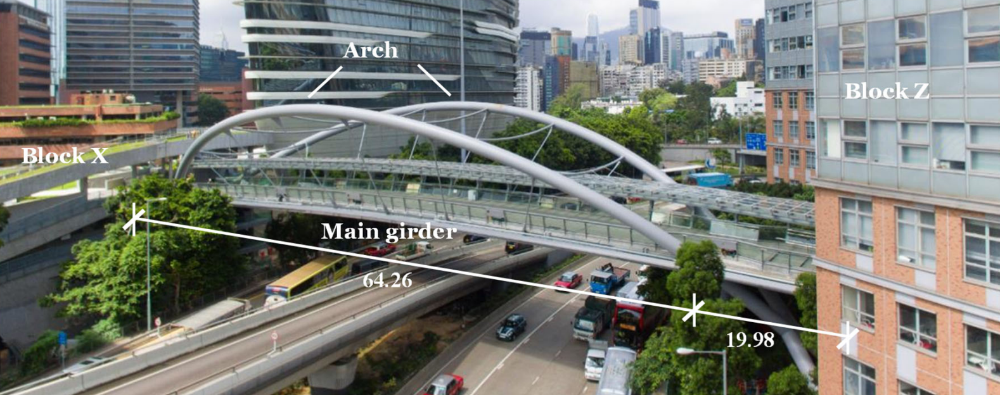 Arch
Block Z
Block X
Main girder
64.26
19.98